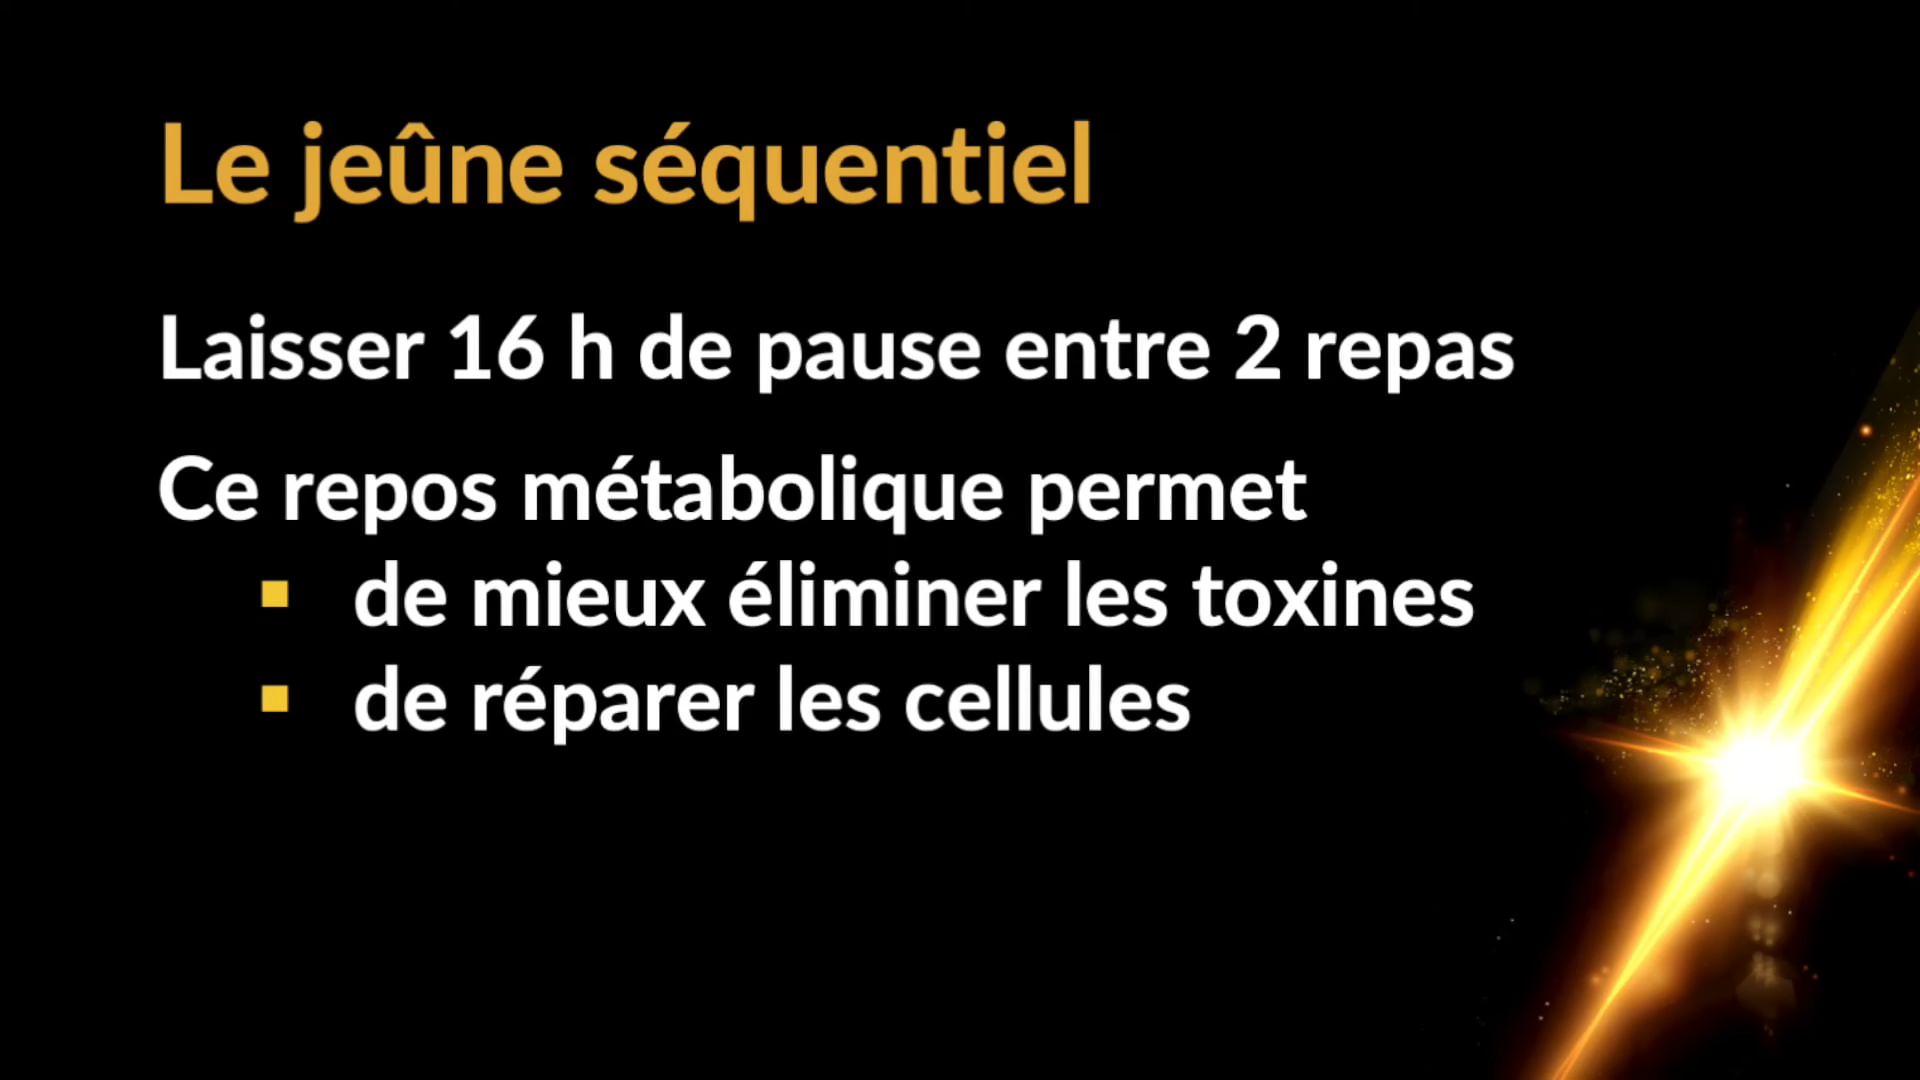 Le jeûne séquentiel
Laisser 16 h de pause entre 2 repas
Ce repos métabolique permet
▪ de mieux éliminer les toxines
▪ de réparer les cellules